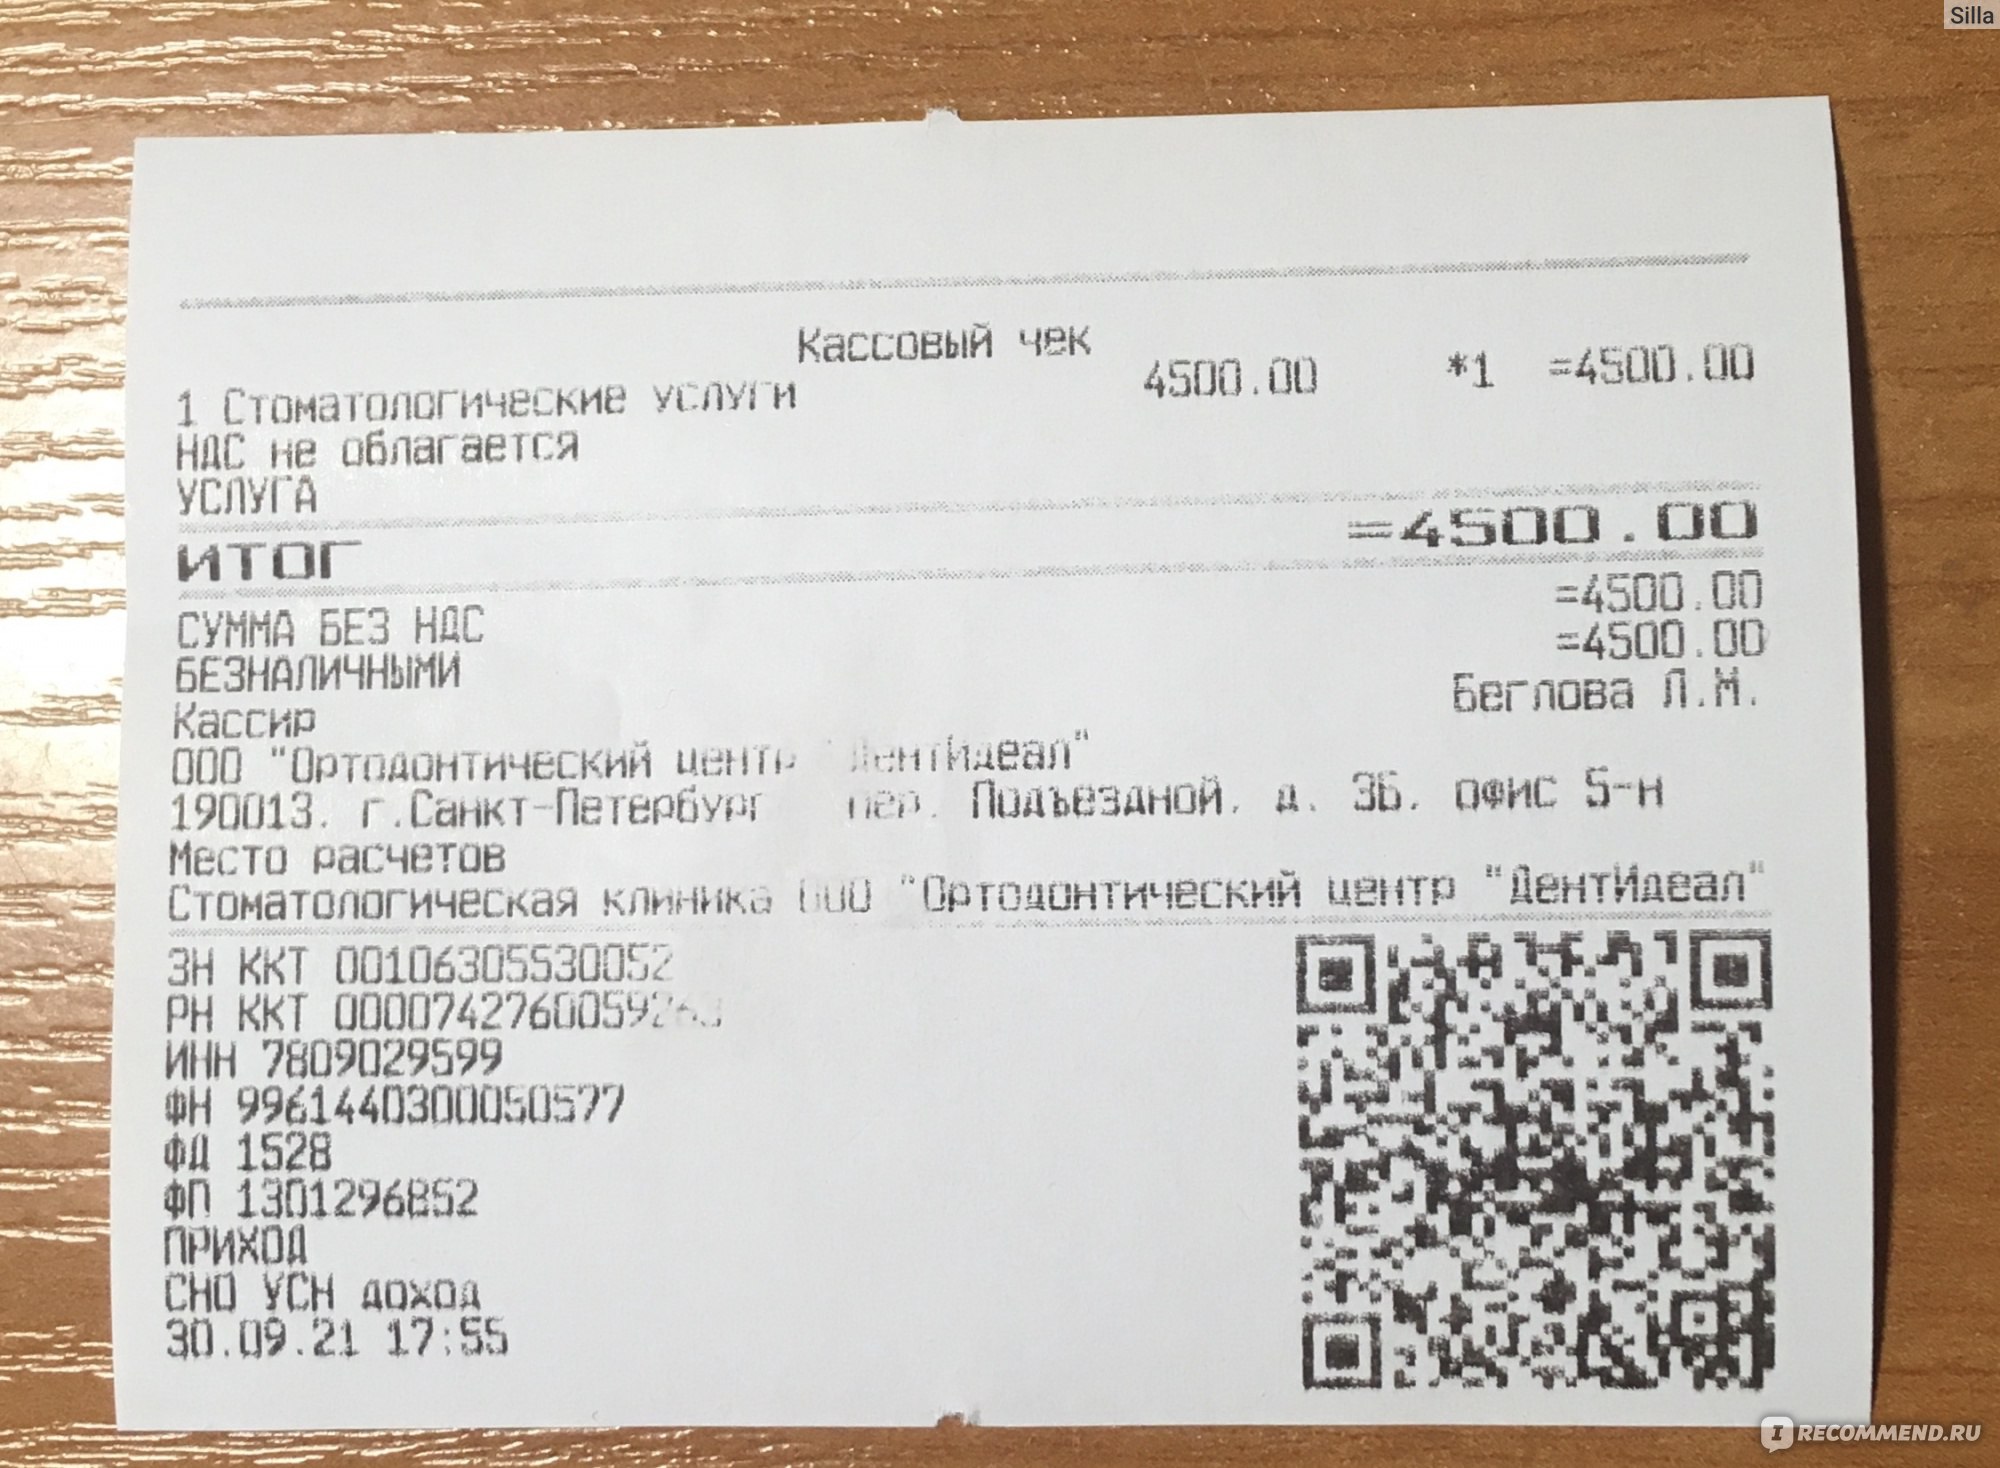 Silla
Кассовый чек
1 Стоматологические услуги 4500.00 *1 =4500.00
НДС не облагается
УСЛУГА
ИТОГ =4500.00
СУММА БЕЗ НДС =4500.00
БЕЗНАЛИЧНЫМИ =4500.00
Кассир Беглова Л.М.
ООО "Ортодонтический центр "ДентИдеал"
190013, г.Санкт-Петербург пер. Подъездной, д. 3Б, офис 5-н
Место расчетов
Стоматологическая клиника ООО "Ортодонтический центр "ДентИдеал"
ЗН ККТ 00106305530052
РН ККТ
ИНН 7809029599
ФН 9961440300050577
ФД 1528
ФП 1301296852
ПРИХОД
СНО УСН доход
30.09.21 17:55
IRECOMMEND.RU